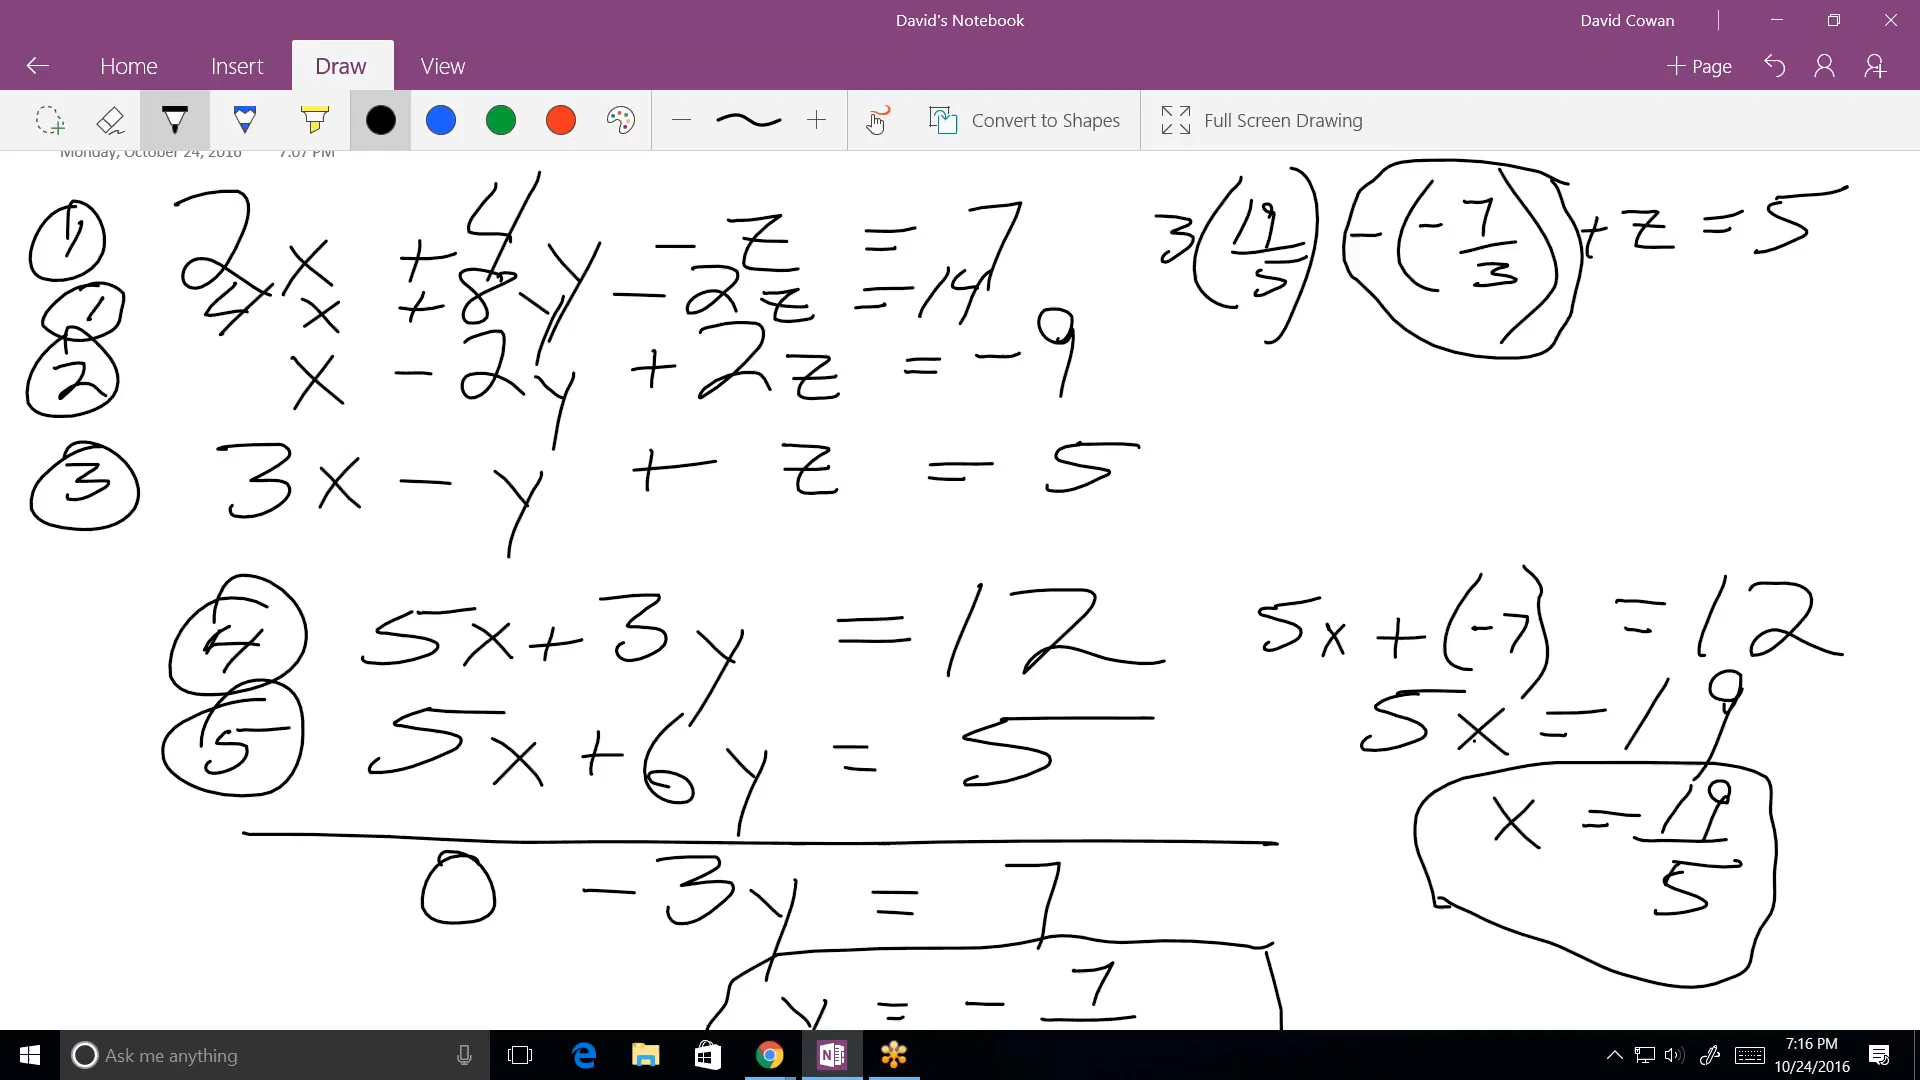 David's Notebook
David Cowan
Home Insert Draw View
Page
Convert to Shapes
Full Screen Drawing
Monday, October 24, 2016 7:07 PM
① 2x + 4y - z = 7
① 4x + 8y - 2z = 14
② x - 2y + 2z = -9
③ 3x - y + z = 5
3(19/5) - (-7/3) + z = 5
④ 5x + 3y = 12
⑤ 5x + 6y = 5
0 - 3y = 7
y = - 7
5x + (-7) = 12
5x = 19
x = 19/5
Ask me anything
7:16 PM
10/24/2016